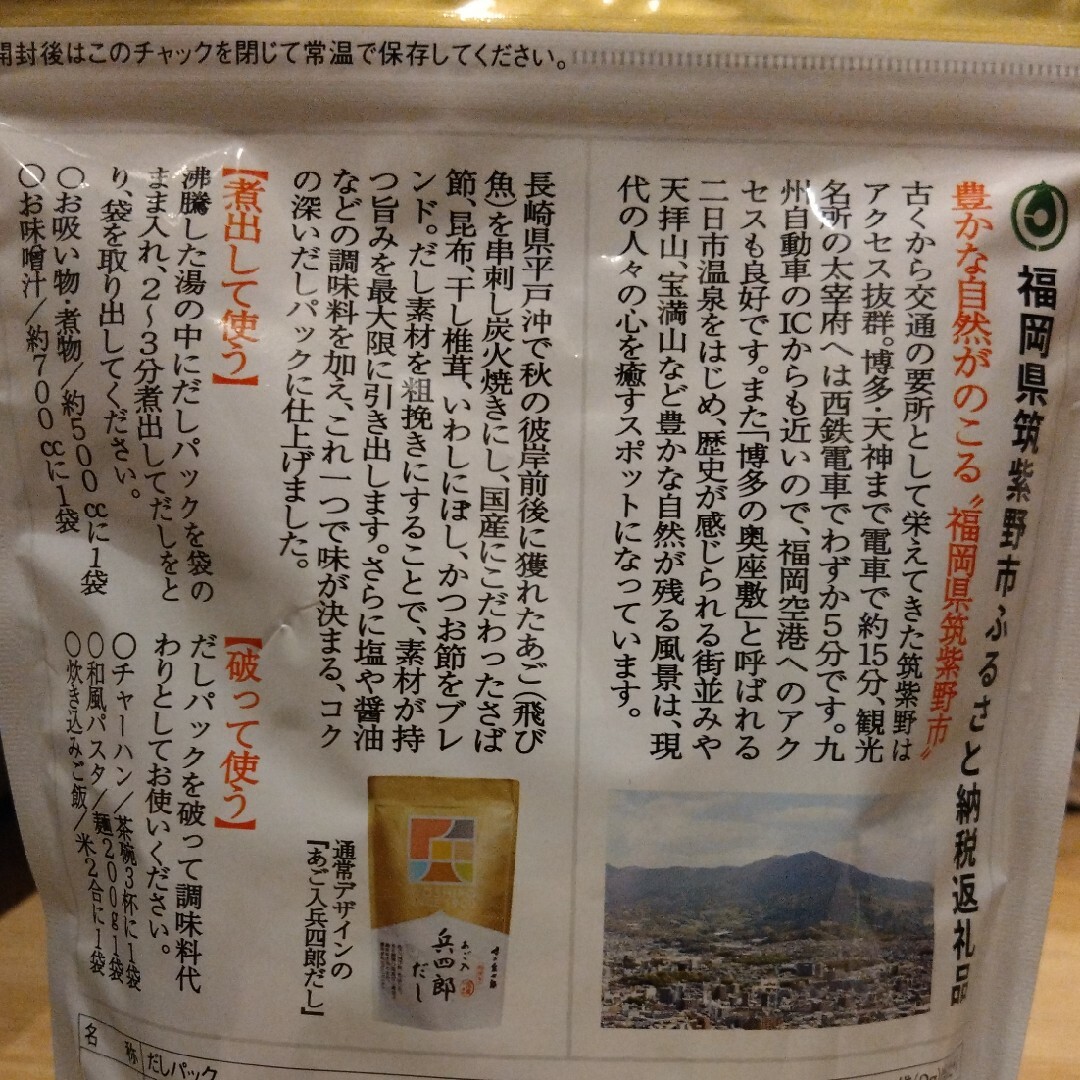 開封後はこのチャックを閉じて常温で保存してください。
福岡県筑紫野市ふるさと納税返礼品
豊かな自然がのこる〝福岡県筑紫野市〟
古くから交通の要所として栄えてきた筑紫野は
アクセス抜群。博多・天神まで電車で約15分、観光
名所の太宰府へは西鉄電車でわずか5分です。九
州自動車のICからも近いので、福岡空港へのアク
セスも良好です。また「博多の奥座敷」と呼ばれる
二日市温泉をはじめ、歴史が感じられる街並みや
天拝山、宝満山など豊かな自然が残る風景は、現
代の人々の心を癒すスポットになっています。
長崎県平戸沖で秋の彼岸前後に獲れたあご(飛び
魚)を串刺し炭火焼きにし、国産にこだわったさば
節、昆布、干し椎茸、いわしにぼし、かつお節をブレ
ンド。だし素材を粗挽きにすることで、素材が持
つ旨みを最大限に引き出します。さらに塩や醤油
などの調味料を加え、これ一つで味が決まる、コク
の深いだしパックに仕上げました。
通常デザインの
「あご入兵四郎だし」
あご入
兵四郎
だし
【煮出して使う】
沸騰した湯の中にだしパックを袋の
まま入れ、2〜3分煮出してだしをと
り、袋を取り出してください。
〇お吸い物・煮物/約500ccに1袋
〇お味噌汁/約700ccに1袋
【破って使う】
だしパックを破って調味料代
わりとしてお使いください。
〇チャーハン/茶碗3杯に1袋
〇和風パスタ/麺200g1袋
〇炊き込みご飯/米2合に1袋
名 称
だしパック